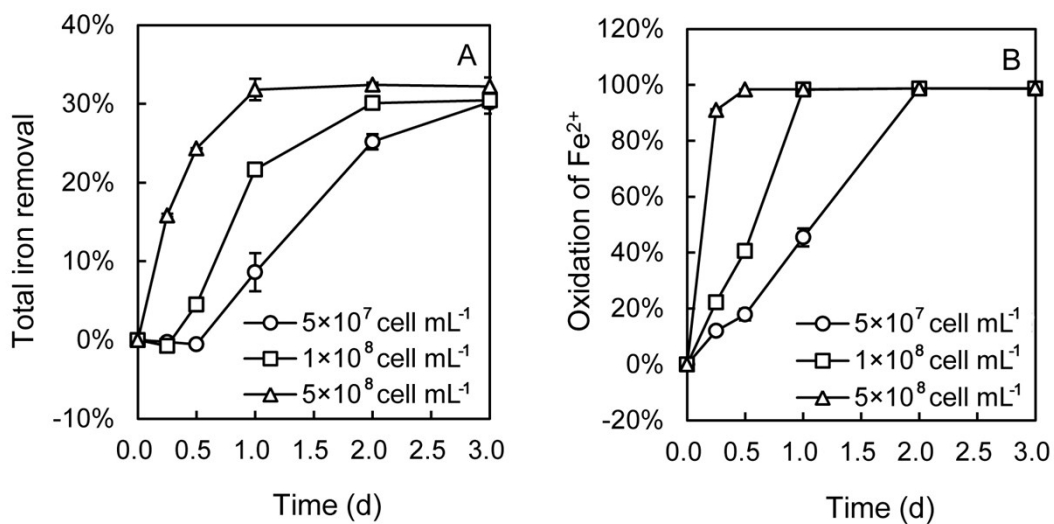 Total iron removal
40%
30%
20%
10%
0%
-10%
A
5×10⁷ cell mL⁻¹
1×10⁸ cell mL⁻¹
5×10⁸ cell mL⁻¹
0.0 0.5 1.0 1.5 2.0 2.5 3.0
Time (d)
Oxidation of Fe²⁺
120%
100%
80%
60%
40%
20%
0%
-20%
B
5×10⁷ cell mL⁻¹
1×10⁸ cell mL⁻¹
5×10⁸ cell mL⁻¹
0.0 0.5 1.0 1.5 2.0 2.5 3.0
Time (d)